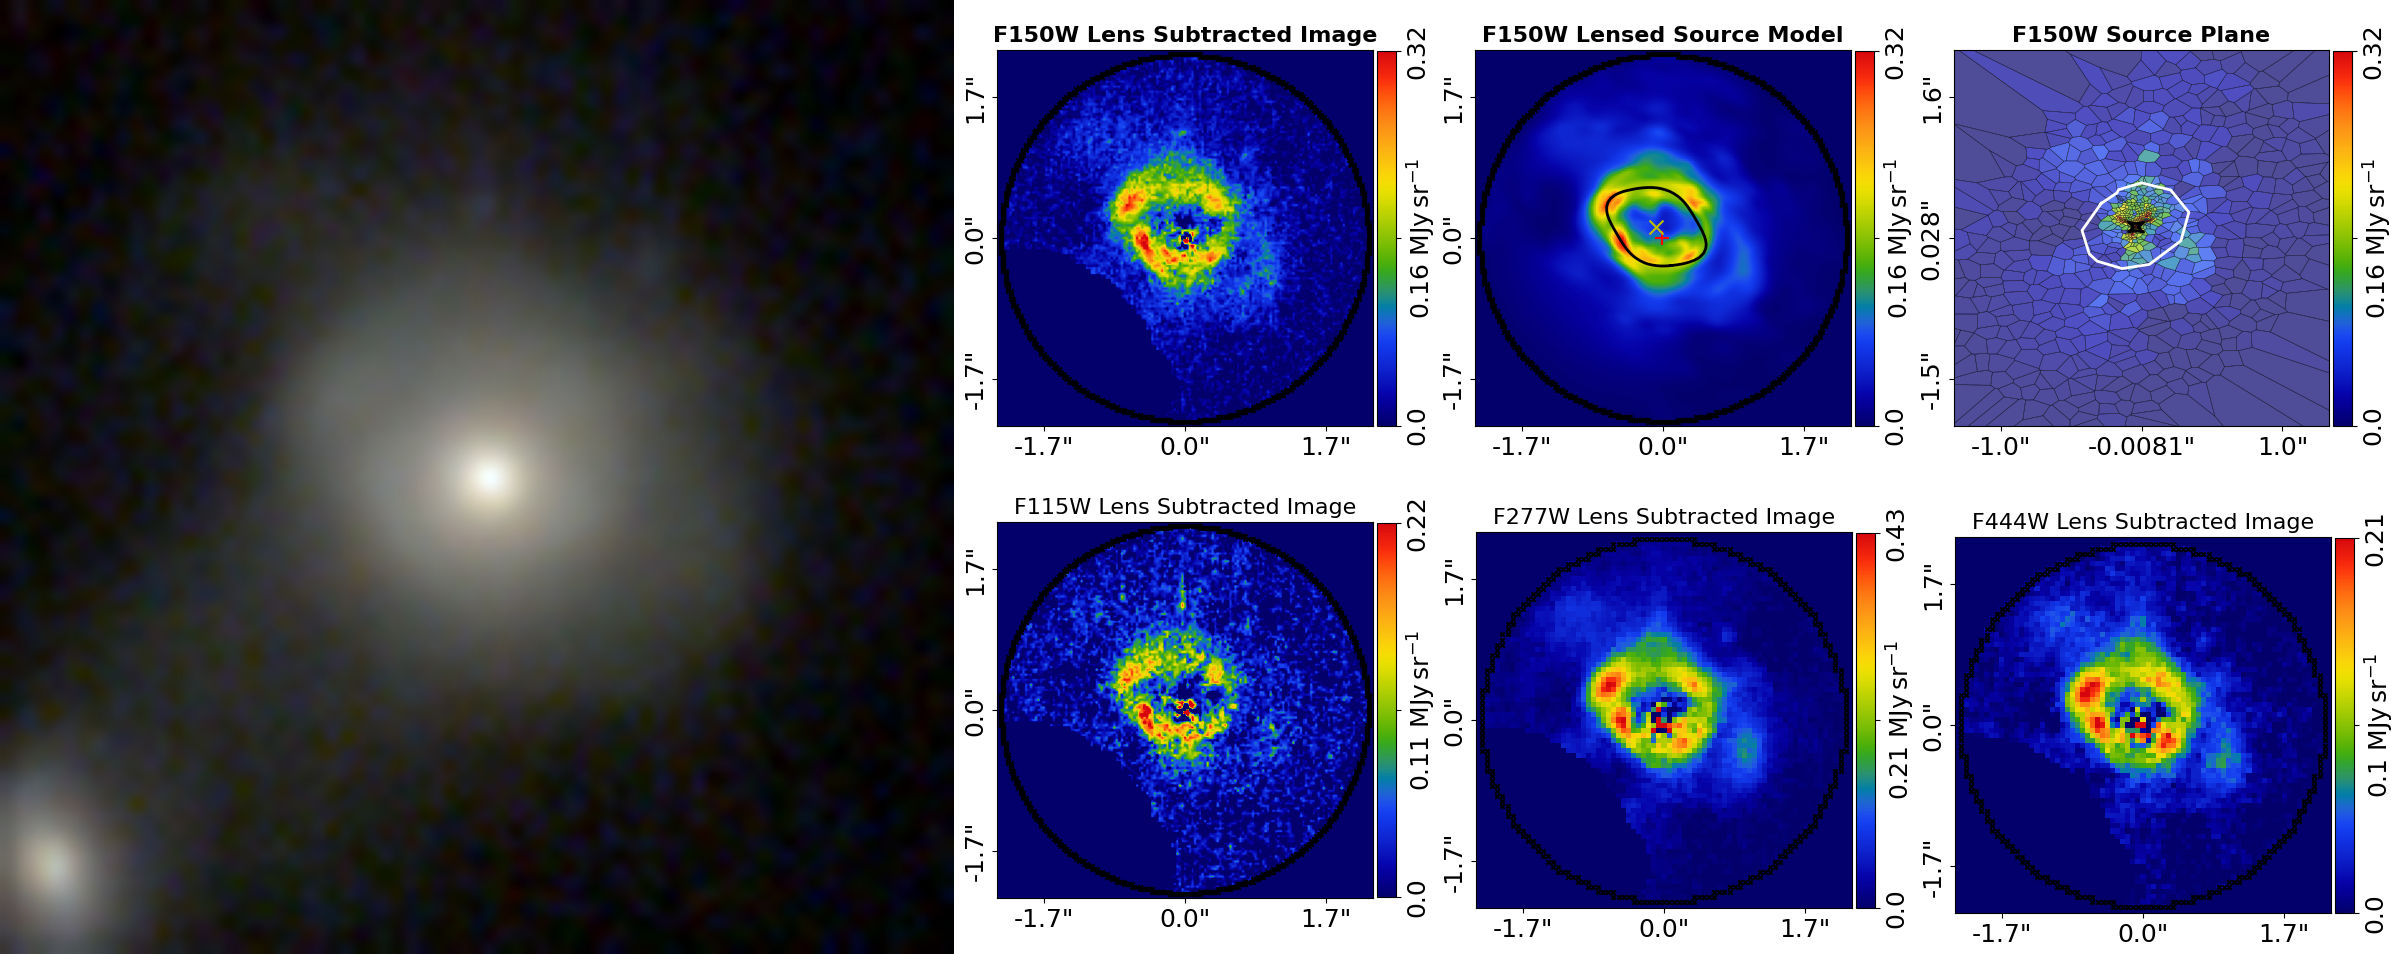 F150W Lens Subtracted Image
1.7"
0.0"
-1.7"
-1.7" 0.0" 1.7"
0.32
0.16 MJy sr⁻¹
0.0
F150W Lensed Source Model
1.7"
0.0"
-1.7"
-1.7" 0.0" 1.7"
0.32
0.16 MJy sr⁻¹
0.0
F150W Source Plane
1.6"
0.028"
-1.5"
-1.0" -0.0081" 1.0"
0.32
0.16 MJy sr⁻¹
0.0
F115W Lens Subtracted Image
1.7"
0.0"
-1.7"
-1.7" 0.0" 1.7"
0.22
0.11 MJy sr⁻¹
0.0
F277W Lens Subtracted Image
1.7"
0.0"
-1.7"
-1.7" 0.0" 1.7"
0.43
0.21 MJy sr⁻¹
0.0
F444W Lens Subtracted Image
1.7"
0.0"
-1.7"
-1.7" 0.0" 1.7"
0.21
0.1 MJy sr⁻¹
0.0